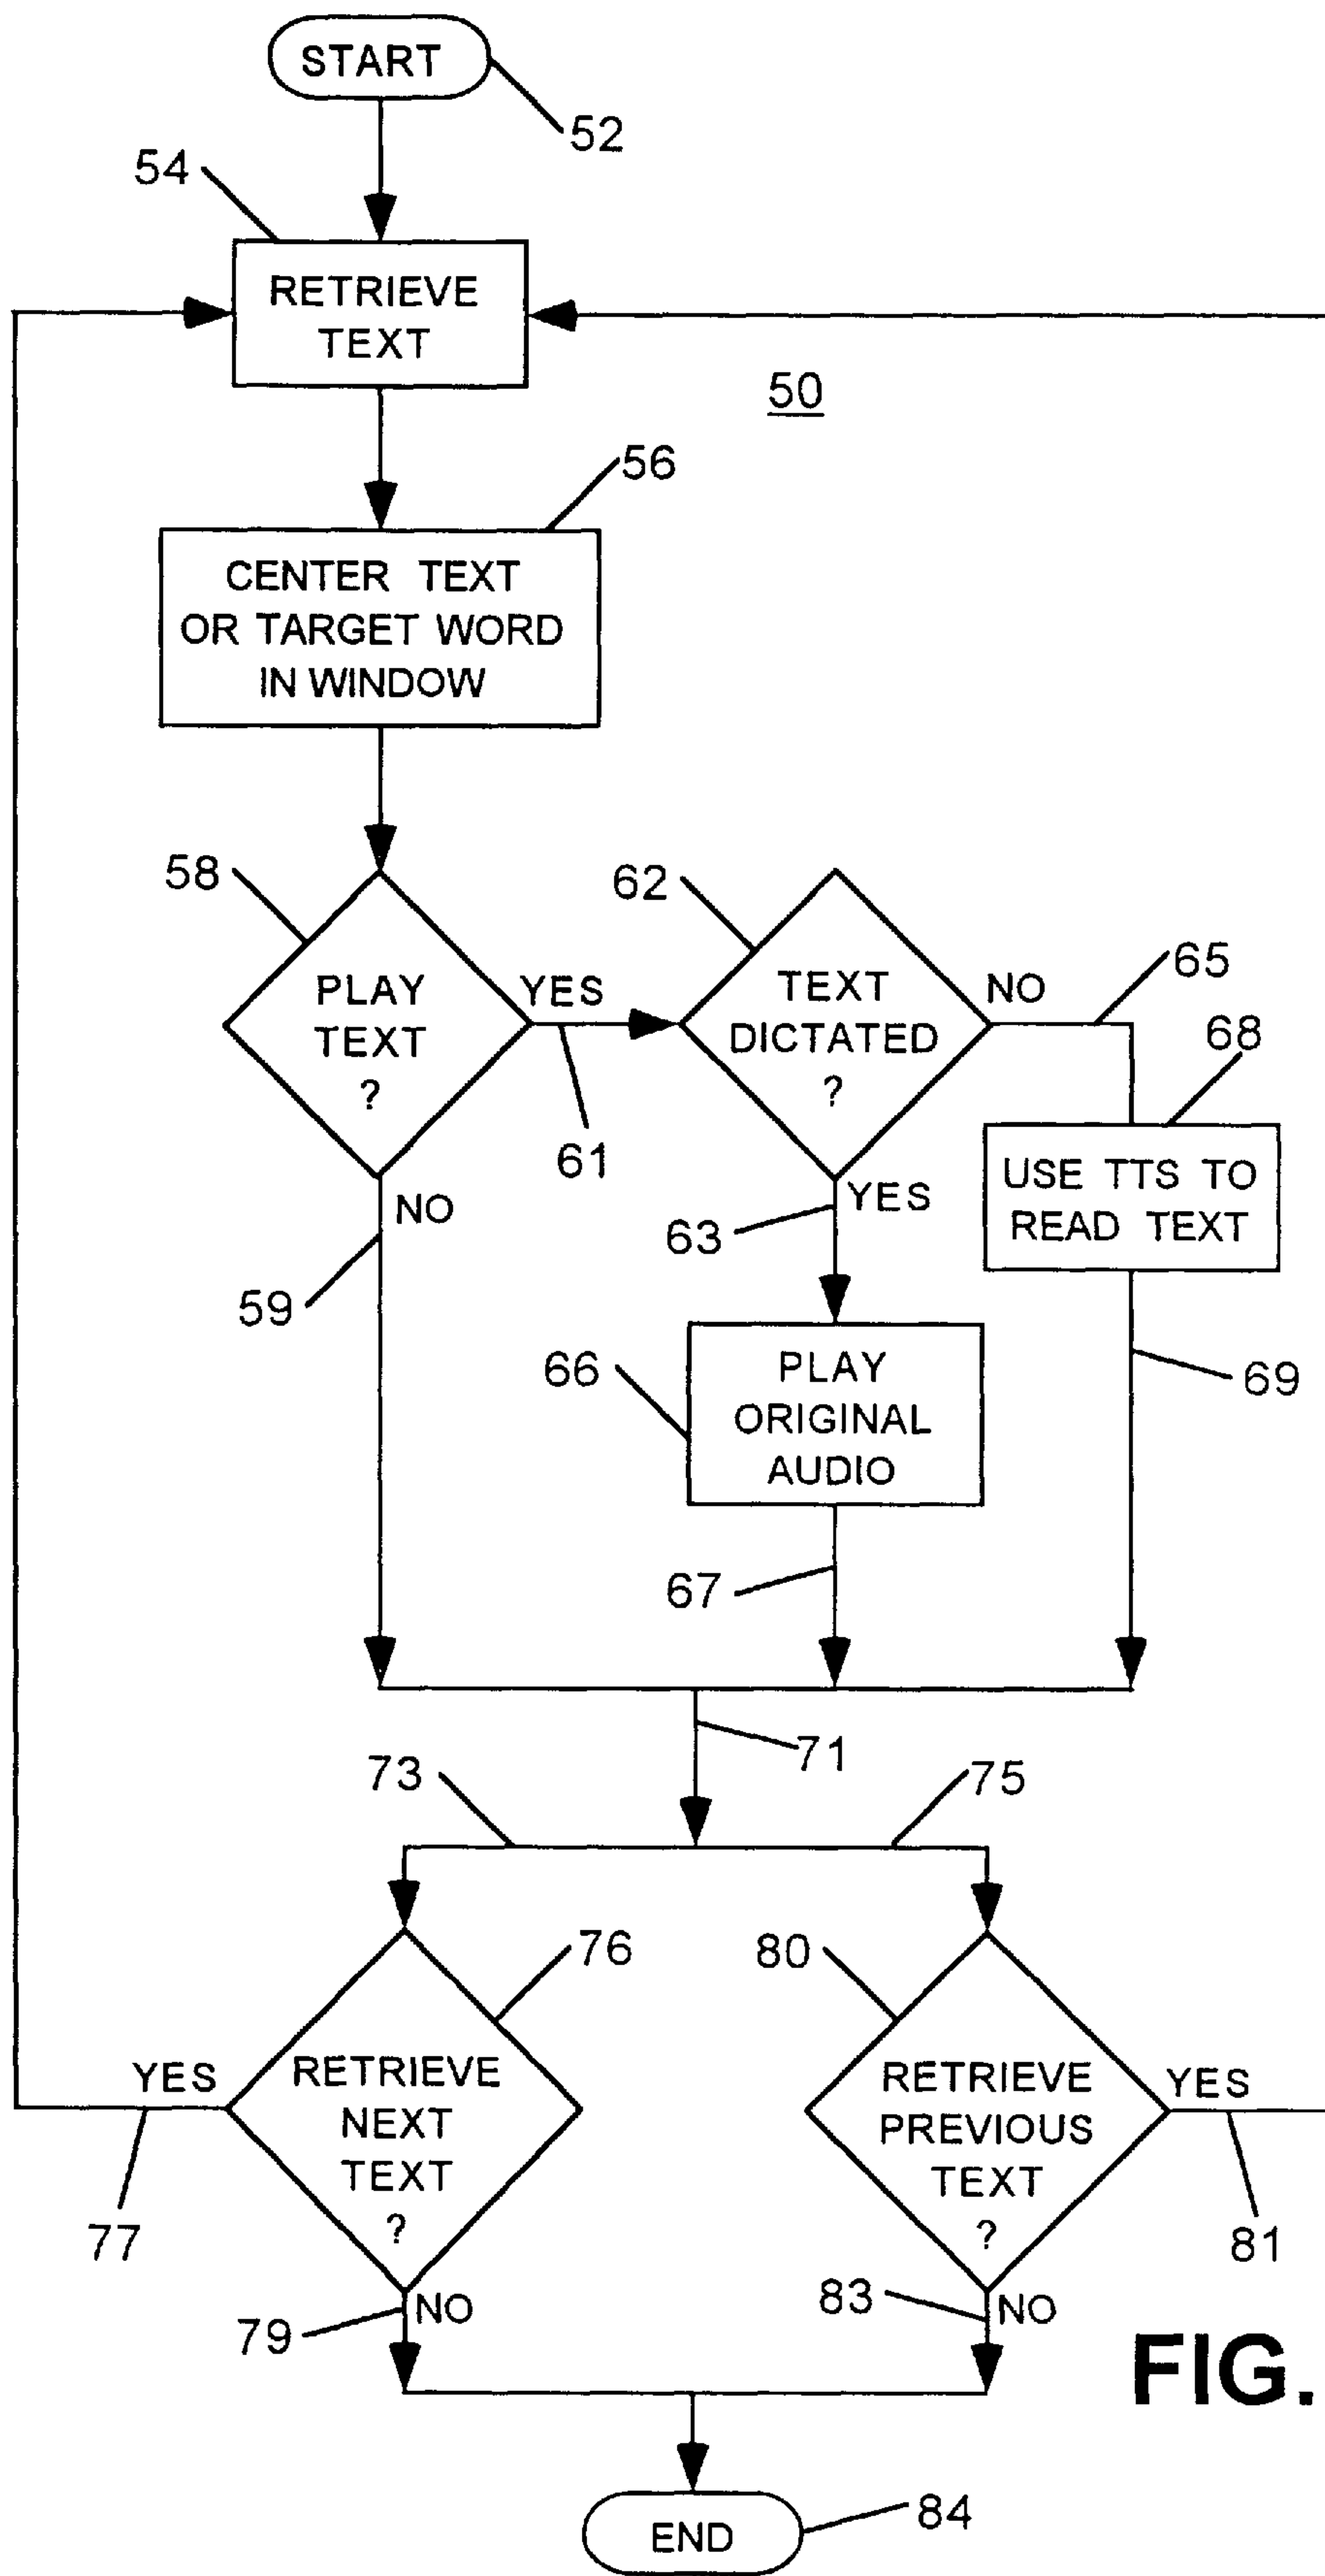 START
52
54
RETRIEVE
TEXT
50
56
CENTER TEXT
OR TARGET WORD
IN WINDOW
58
62
PLAY
TEXT
?
YES
61
TEXT
DICTATED
?
NO
65
68
USE TTS TO
READ TEXT
NO
59
YES
63
66
PLAY
ORIGINAL
AUDIO
69
67
71
73
75
76
80
YES
RETRIEVE
NEXT
TEXT
?
77
RETRIEVE
PREVIOUS
TEXT
?
YES
81
79
NO
83
NO
FIG.
END
84